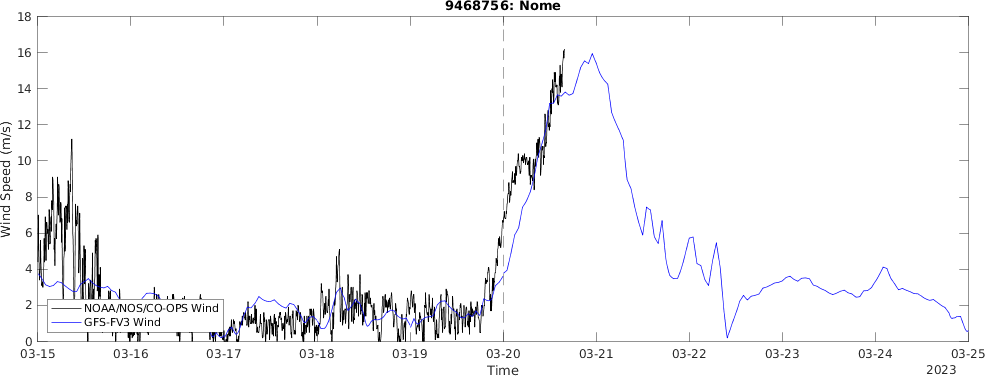 9468756: Nome
Wind Speed (m/s)
18
16
14
12
10
8
6
4
2
0
NOAA/NOS/CO-OPS Wind
GFS-FV3 Wind
03-15 03-16 03-17 03-18 03-19 03-20 03-21 03-22 03-23 03-24 03-25
Time
2023